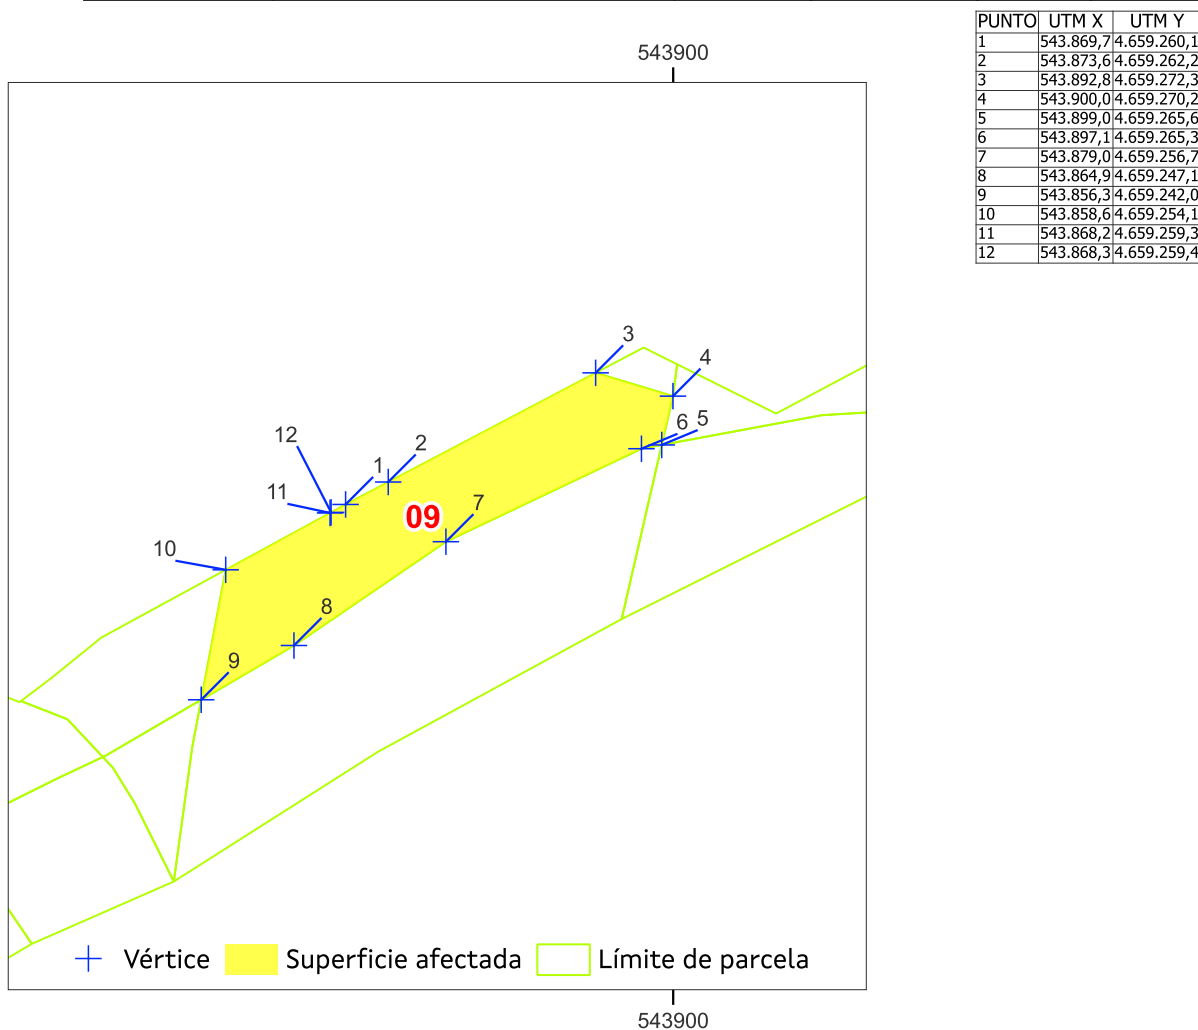 PUNTO UTM X UTM Y
1 543.869,7 4.659.260,1
2 543.873,6 4.659.262,2
3 543.892,8 4.659.272,3
4 543.900,0 4.659.270,2
5 543.899,0 4.659.265,6
6 543.897,1 4.659.265,3
7 543.879,0 4.659.256,7
8 543.864,9 4.659.247,1
9 543.856,3 4.659.242,0
10 543.858,6 4.659.254,1
11 543.868,2 4.659.259,3
12 543.868,3 4.659.259,4
543900
3
4
5
6
12
2
1
11
7
09
10
8
9
Vértice Superficie afectada Límite de parcela
543900